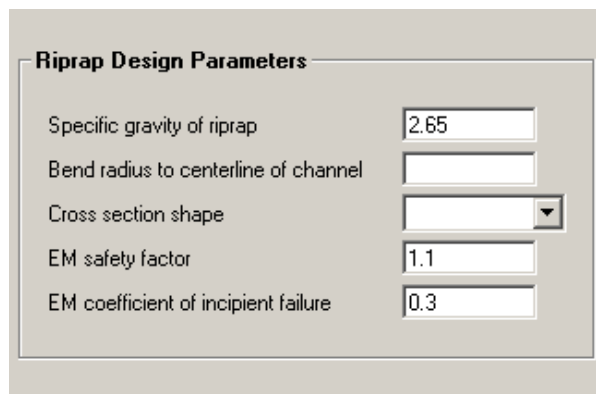 Riprap Design Parameters
Specific gravity of riprap 2.65
Bend radius to centerline of channel
Cross section shape
EM safety factor 1.1
EM coefficient of incipient failure 0.3